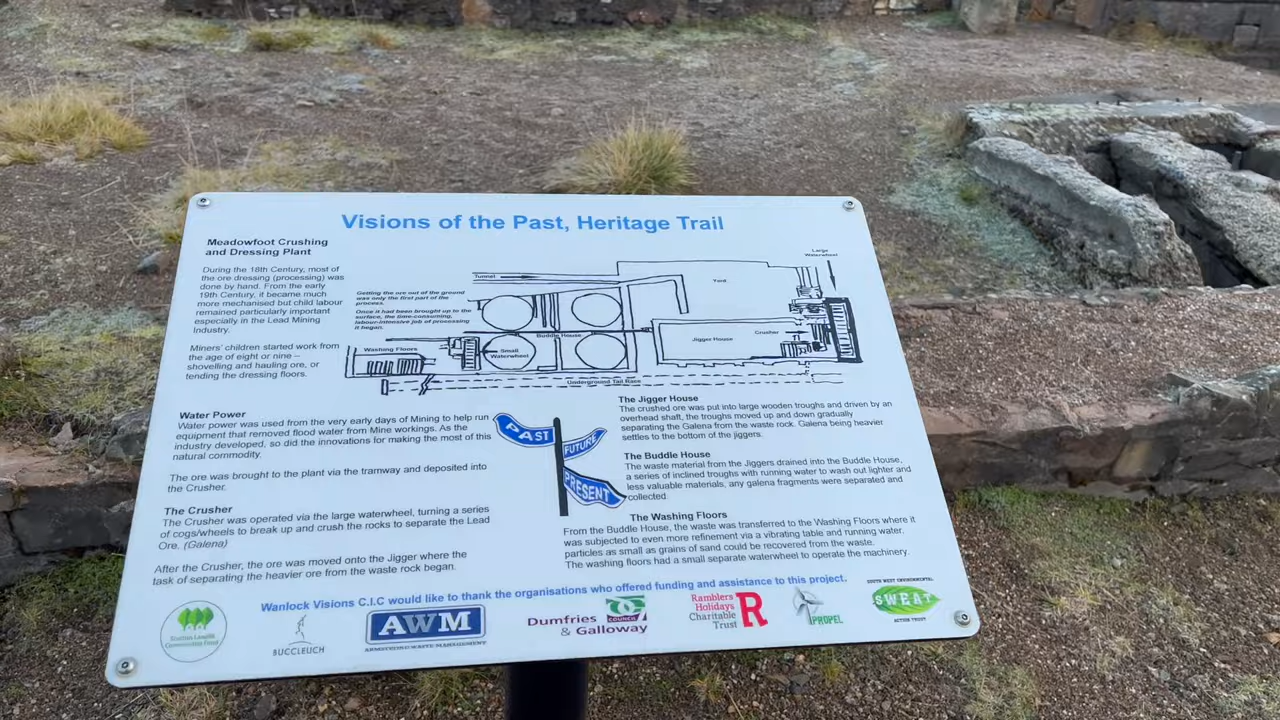 Visions of the Past, Heritage Trail
Meadowfoot Crushing
and Dressing Plant
During the 18th Century, most of
the ore dressing (processing) was
done by hand. From the early
19th Century, it became much
more mechanised but child labour
remained particularly important
especially in the Lead Mining
Industry.
Miners' children started work from
the age of eight or nine –
shovelling and hauling ore, or
tending the dressing floors.
Getting the ore out of the ground
was only the first part of the
process.
Once it had been brought up to the
surface, the time-consuming,
labour-intensive job of processing
it began.
Tunnel
Yard
Large
Waterwheel
Buddle House
Crusher
Jigger House
Washing Floors
Small
Waterwheel
Underground Tail Race
Water Power
Water power was used from the very early days of Mining to help run
equipment that removed flood water from Mine workings. As the
industry developed, so did the innovations for making the most of this
natural commodity.
The ore was brought to the plant via the tramway and deposited into
the Crusher.
The Crusher
The Crusher was operated via the large waterwheel, turning a series
of cogs/wheels to break up and crush the rocks to separate the Lead
Ore. (Galena)
After the Crusher, the ore was moved onto the Jigger where the
task of separating the heavier ore from the waste rock began.
PAST
FUTURE
PRESENT
The Jigger House
The crushed ore was put into large wooden troughs and driven by an
overhead shaft, the troughs moved up and down gradually
separating the Galena from the waste rock. Galena being heavier
settles to the bottom of the jiggers.
The Buddle House
The waste material from the Jiggers drained into the Buddle House,
a series of inclined troughs with running water to wash out lighter and
less valuable materials, any galena fragments were separated and
collected.
The Washing Floors
From the Buddle House, the waste was transferred to the Washing Floors where it
was subjected to even more refinement via a vibrating table and running water.
particles as small as grains of sand could be recovered from the waste.
The washing floors had a small separate waterwheel to operate the machinery.
Wanlock Visions C.I.C would like to thank the organisations who offered funding and assistance to this project.
Community Fund
BUCCLEUCH
AWM
WASTE MANAGEMENT
Dumfries
& Galloway
COUNCIL
Ramblers
Holidays
Charitable
Trust
R
PROPEL
SOUTH WEST ENVIRONMENTAL
SWEAT
ACTION TRUST